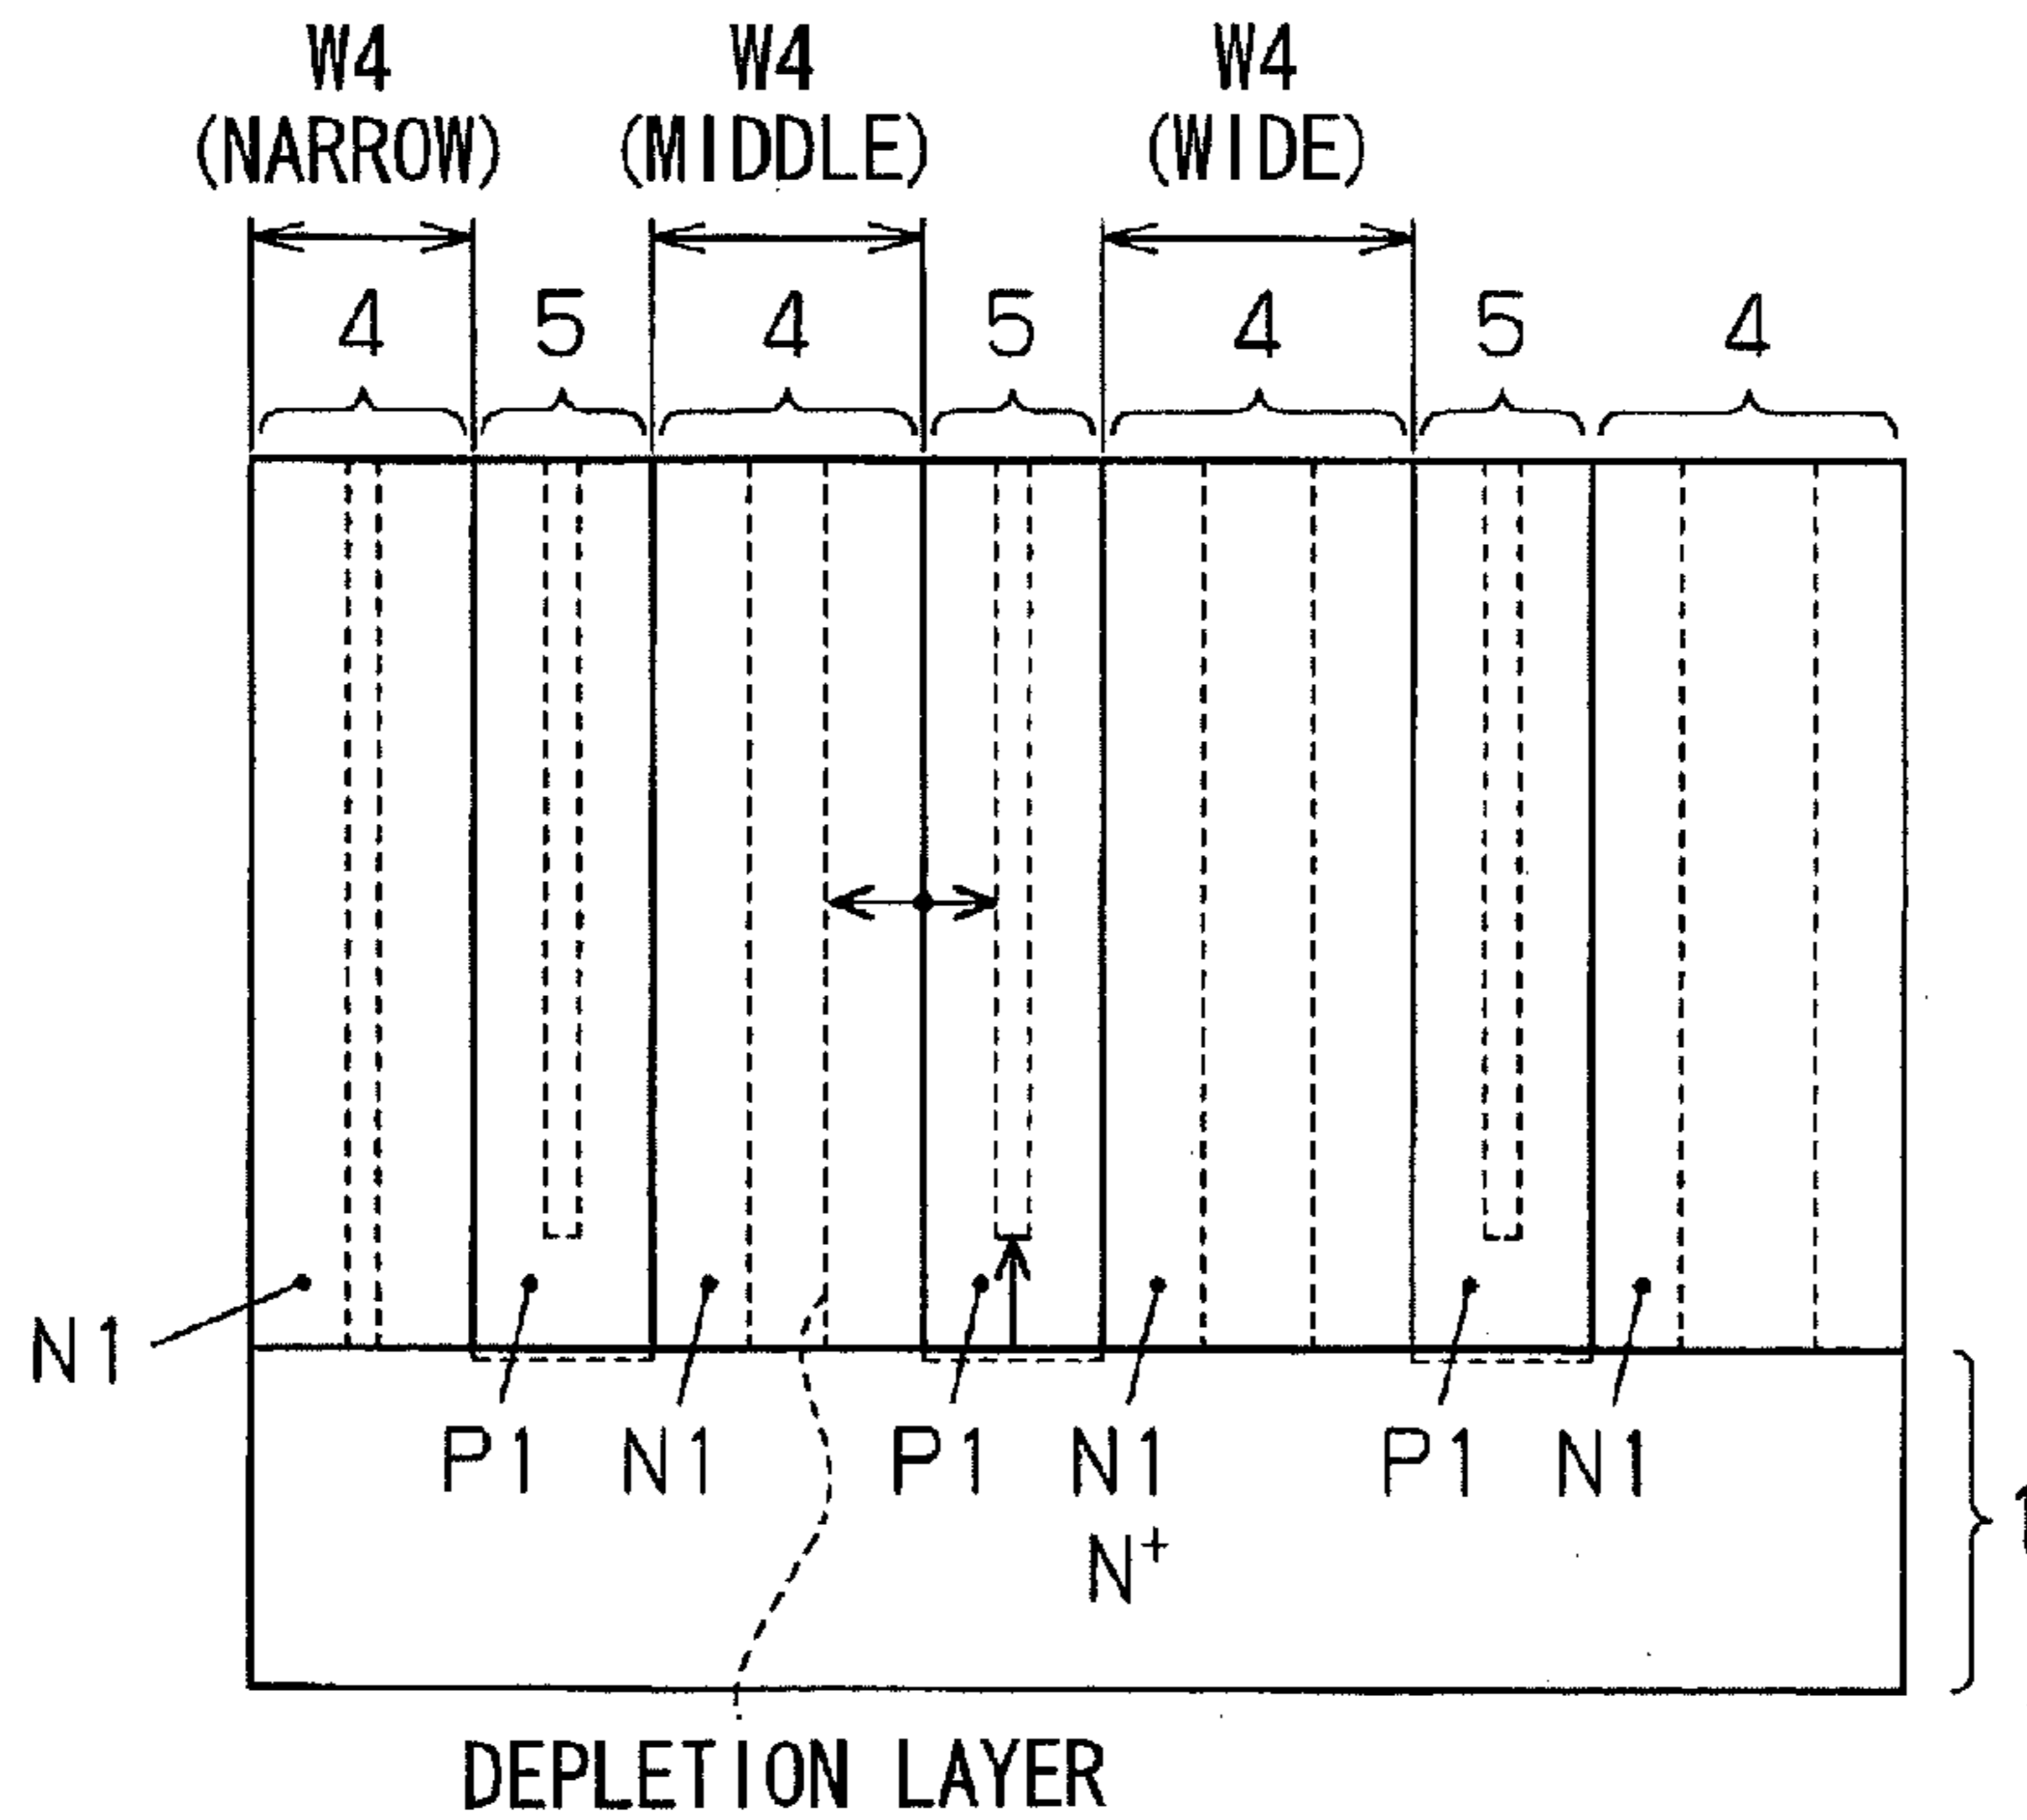 W4 W4 W4
(NARROW) (MIDDLE) (WIDE)
4 5 4 5 4 5 4
N1
P1 N1 P1 N1 P1 N1
1
N+
DEPLETION LAYER